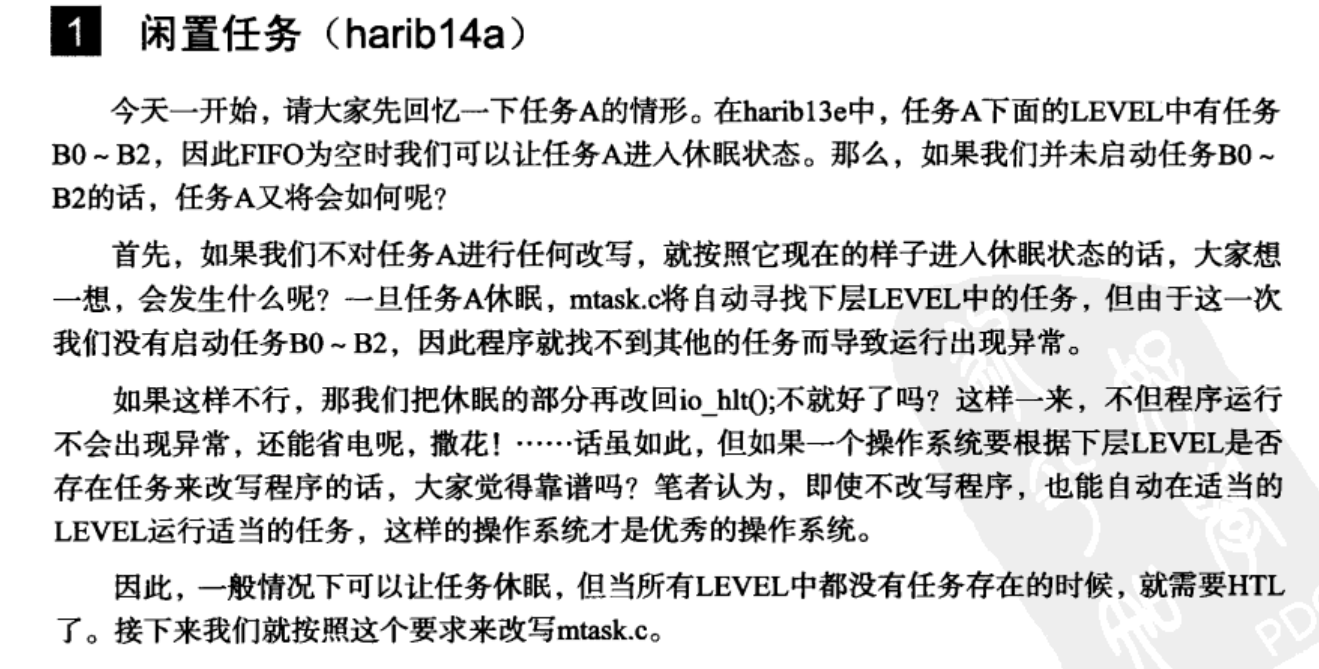 1 闲置任务（harib14a）
今天一开始，请大家先回忆一下任务A的情形。在harib13e中，任务A下面的LEVEL中有任务
B0～B2，因此FIFO为空时我们可以让任务A进入休眠状态。那么，如果我们并未启动任务B0～
B2的话，任务A又将会如何呢？
首先，如果我们不对任务A进行任何改写，就按照它现在的样子进入休眠状态的话，大家想
一想，会发生什么呢？一旦任务A休眠，mtask.c将自动寻找下层LEVEL中的任务，但由于这一次
我们没有启动任务B0～B2，因此程序就找不到其他的任务而导致运行出现异常。
如果这样不行，那我们把休眠的部分再改回io_hlt();不就好了吗？这样一来，不但程序运行
不会出现异常，还能省电呢，撒花！……话虽如此，但如果一个操作系统要根据下层LEVEL是否
存在任务来改写程序的话，大家觉得靠谱吗？笔者认为，即使不改写程序，也能自动在适当的
LEVEL运行适当的任务，这样的操作系统才是优秀的操作系统。
因此，一般情况下可以让任务休眠，但当所有LEVEL中都没有任务存在的时候，就需要HTL
了。接下来我们就按照这个要求来改写mtask.c。